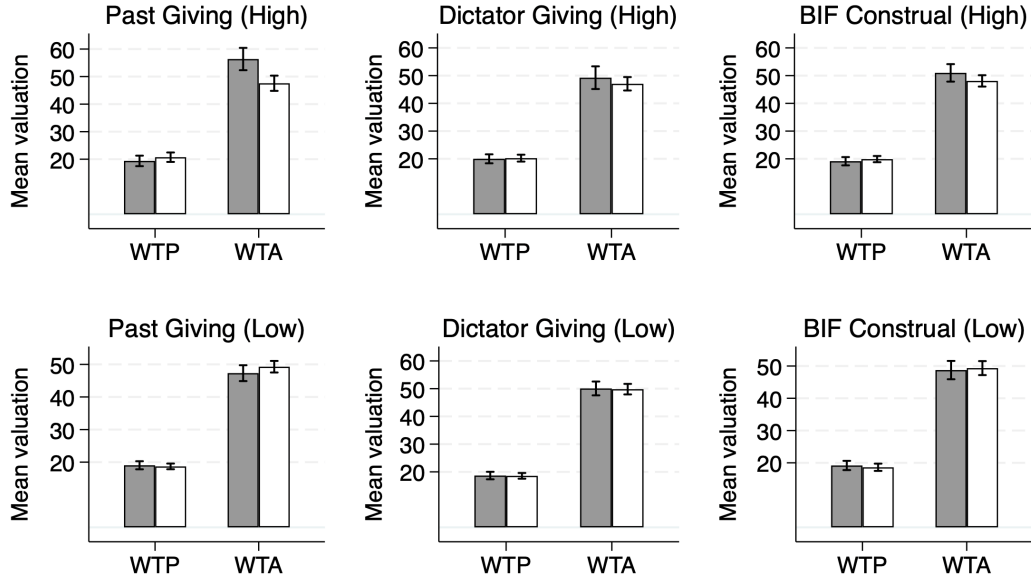 Past Giving (High)
Mean valuation
60
50
40
30
20
WTP WTA
Dictator Giving (High)
Mean valuation
60
50
40
30
20
WTP WTA
BIF Construal (High)
Mean valuation
60
50
40
30
20
WTP WTA
Past Giving (Low)
Mean valuation
50
40
30
20
WTP WTA
Dictator Giving (Low)
Mean valuation
60
50
40
30
20
WTP WTA
BIF Construal (Low)
Mean valuation
50
40
30
20
WTP WTA